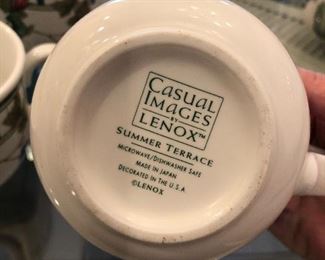 CASUAL
IMAGES
BY
LENOX™
SUMMER TERRACE
MICROWAVE/DISHWASHER SAFE
MADE IN JAPAN
DECORATED IN THE U.S.A.
©LENOX